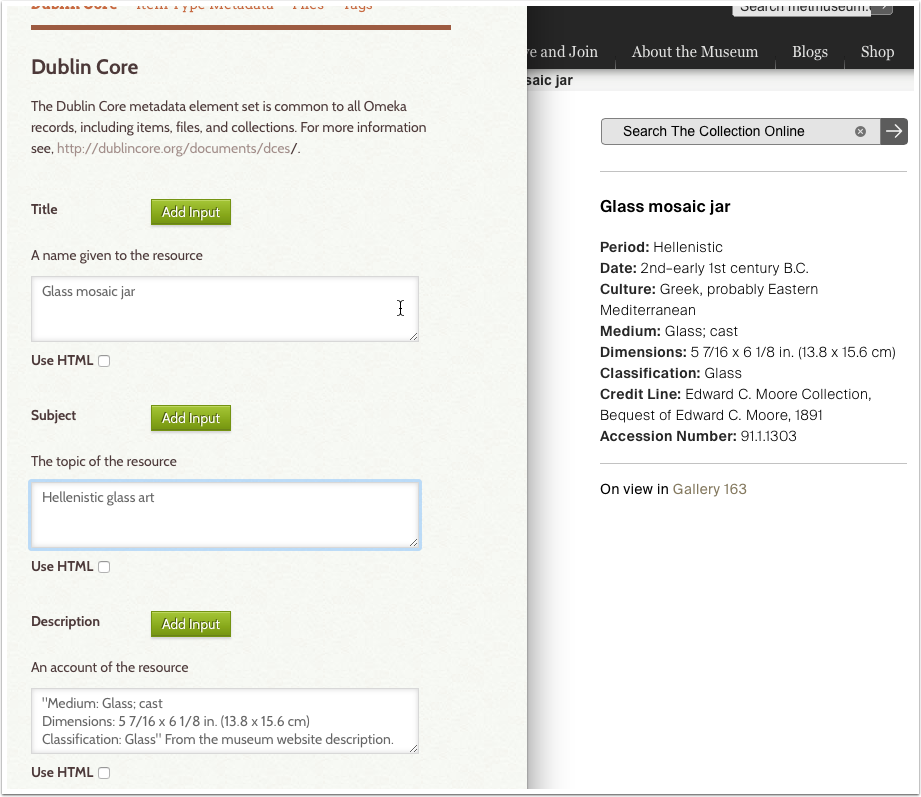 Dublin Core Item Type Metadata Files Tags
Dublin Core
The Dublin Core metadata element set is common to all Omeka
records, including items, files, and collections. For more information
see, http://dublincore.org/documents/dces/.
Title
Add Input
A name given to the resource
Glass mosaic jar
Use HTML
Subject
Add Input
The topic of the resource
Hellenistic glass art
Use HTML
Description
Add Input
An account of the resource
"Medium: Glass; cast
Dimensions: 5 7/16 x 6 1/8 in. (13.8 x 15.6 cm)
Classification: Glass" From the museum website description.
Use HTML
Search metmuseum.
and Join
About the Museum
Blogs
Shop
saic jar
Search The Collection Online
Glass mosaic jar
Period: Hellenistic
Date: 2nd–early 1st century B.C.
Culture: Greek, probably Eastern
Mediterranean
Medium: Glass; cast
Dimensions: 5 7/16 x 6 1/8 in. (13.8 x 15.6 cm)
Classification: Glass
Credit Line: Edward C. Moore Collection,
Bequest of Edward C. Moore, 1891
Accession Number: 91.1.1303
On view in Gallery 163